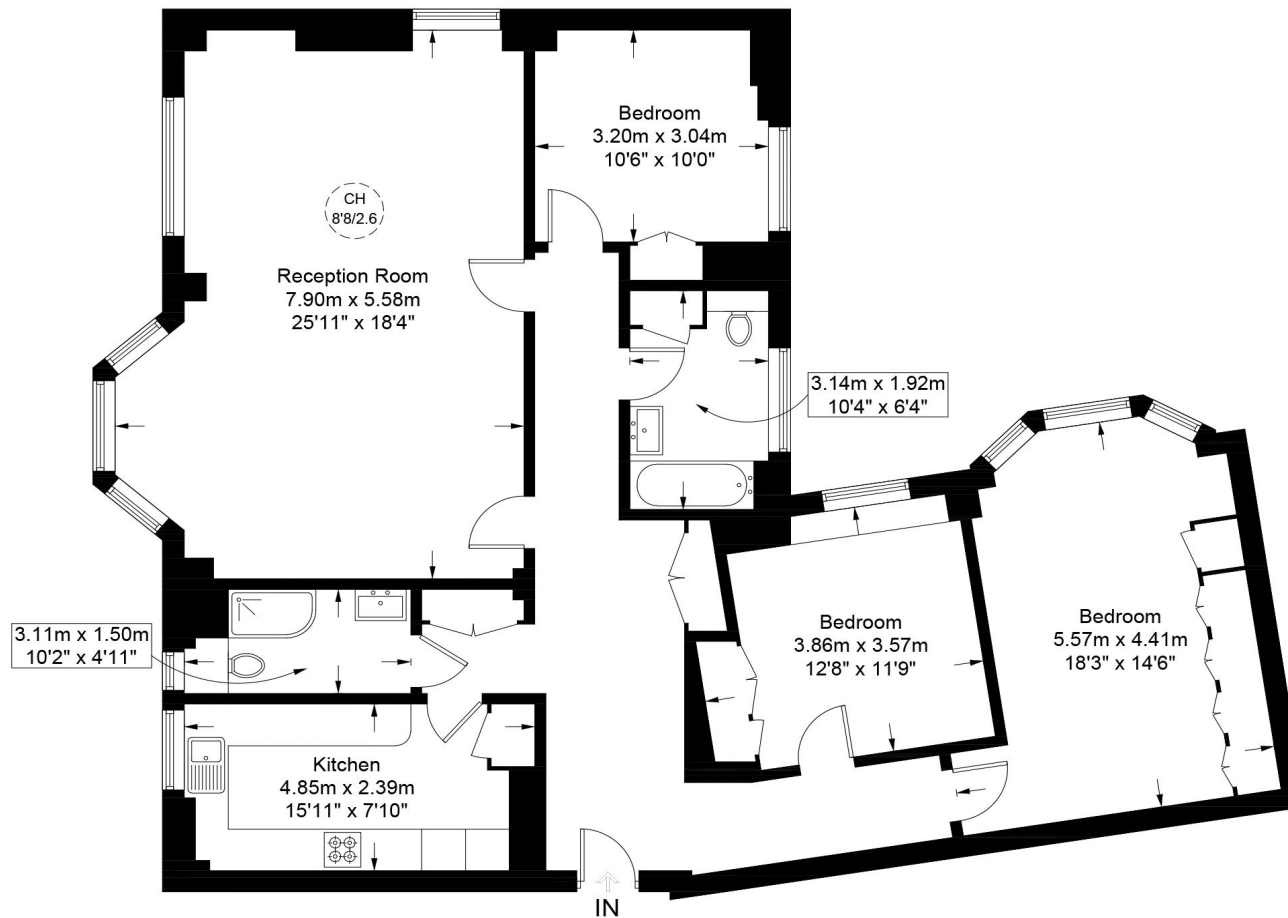 Bedroom
3.20m x 3.04m
10'6" x 10'0"
CH
8'8/2.6
Reception Room
7.90m x 5.58m
25'11" x 18'4"
3.14m x 1.92m
10'4" x 6'4"
3.11m x 1.50m
10'2" x 4'11"
Bedroom
3.86m x 3.57m
12'8" x 11'9"
Bedroom
5.57m x 4.41m
18'3" x 14'6"
Kitchen
4.85m x 2.39m
15'11" x 7'10"
IN